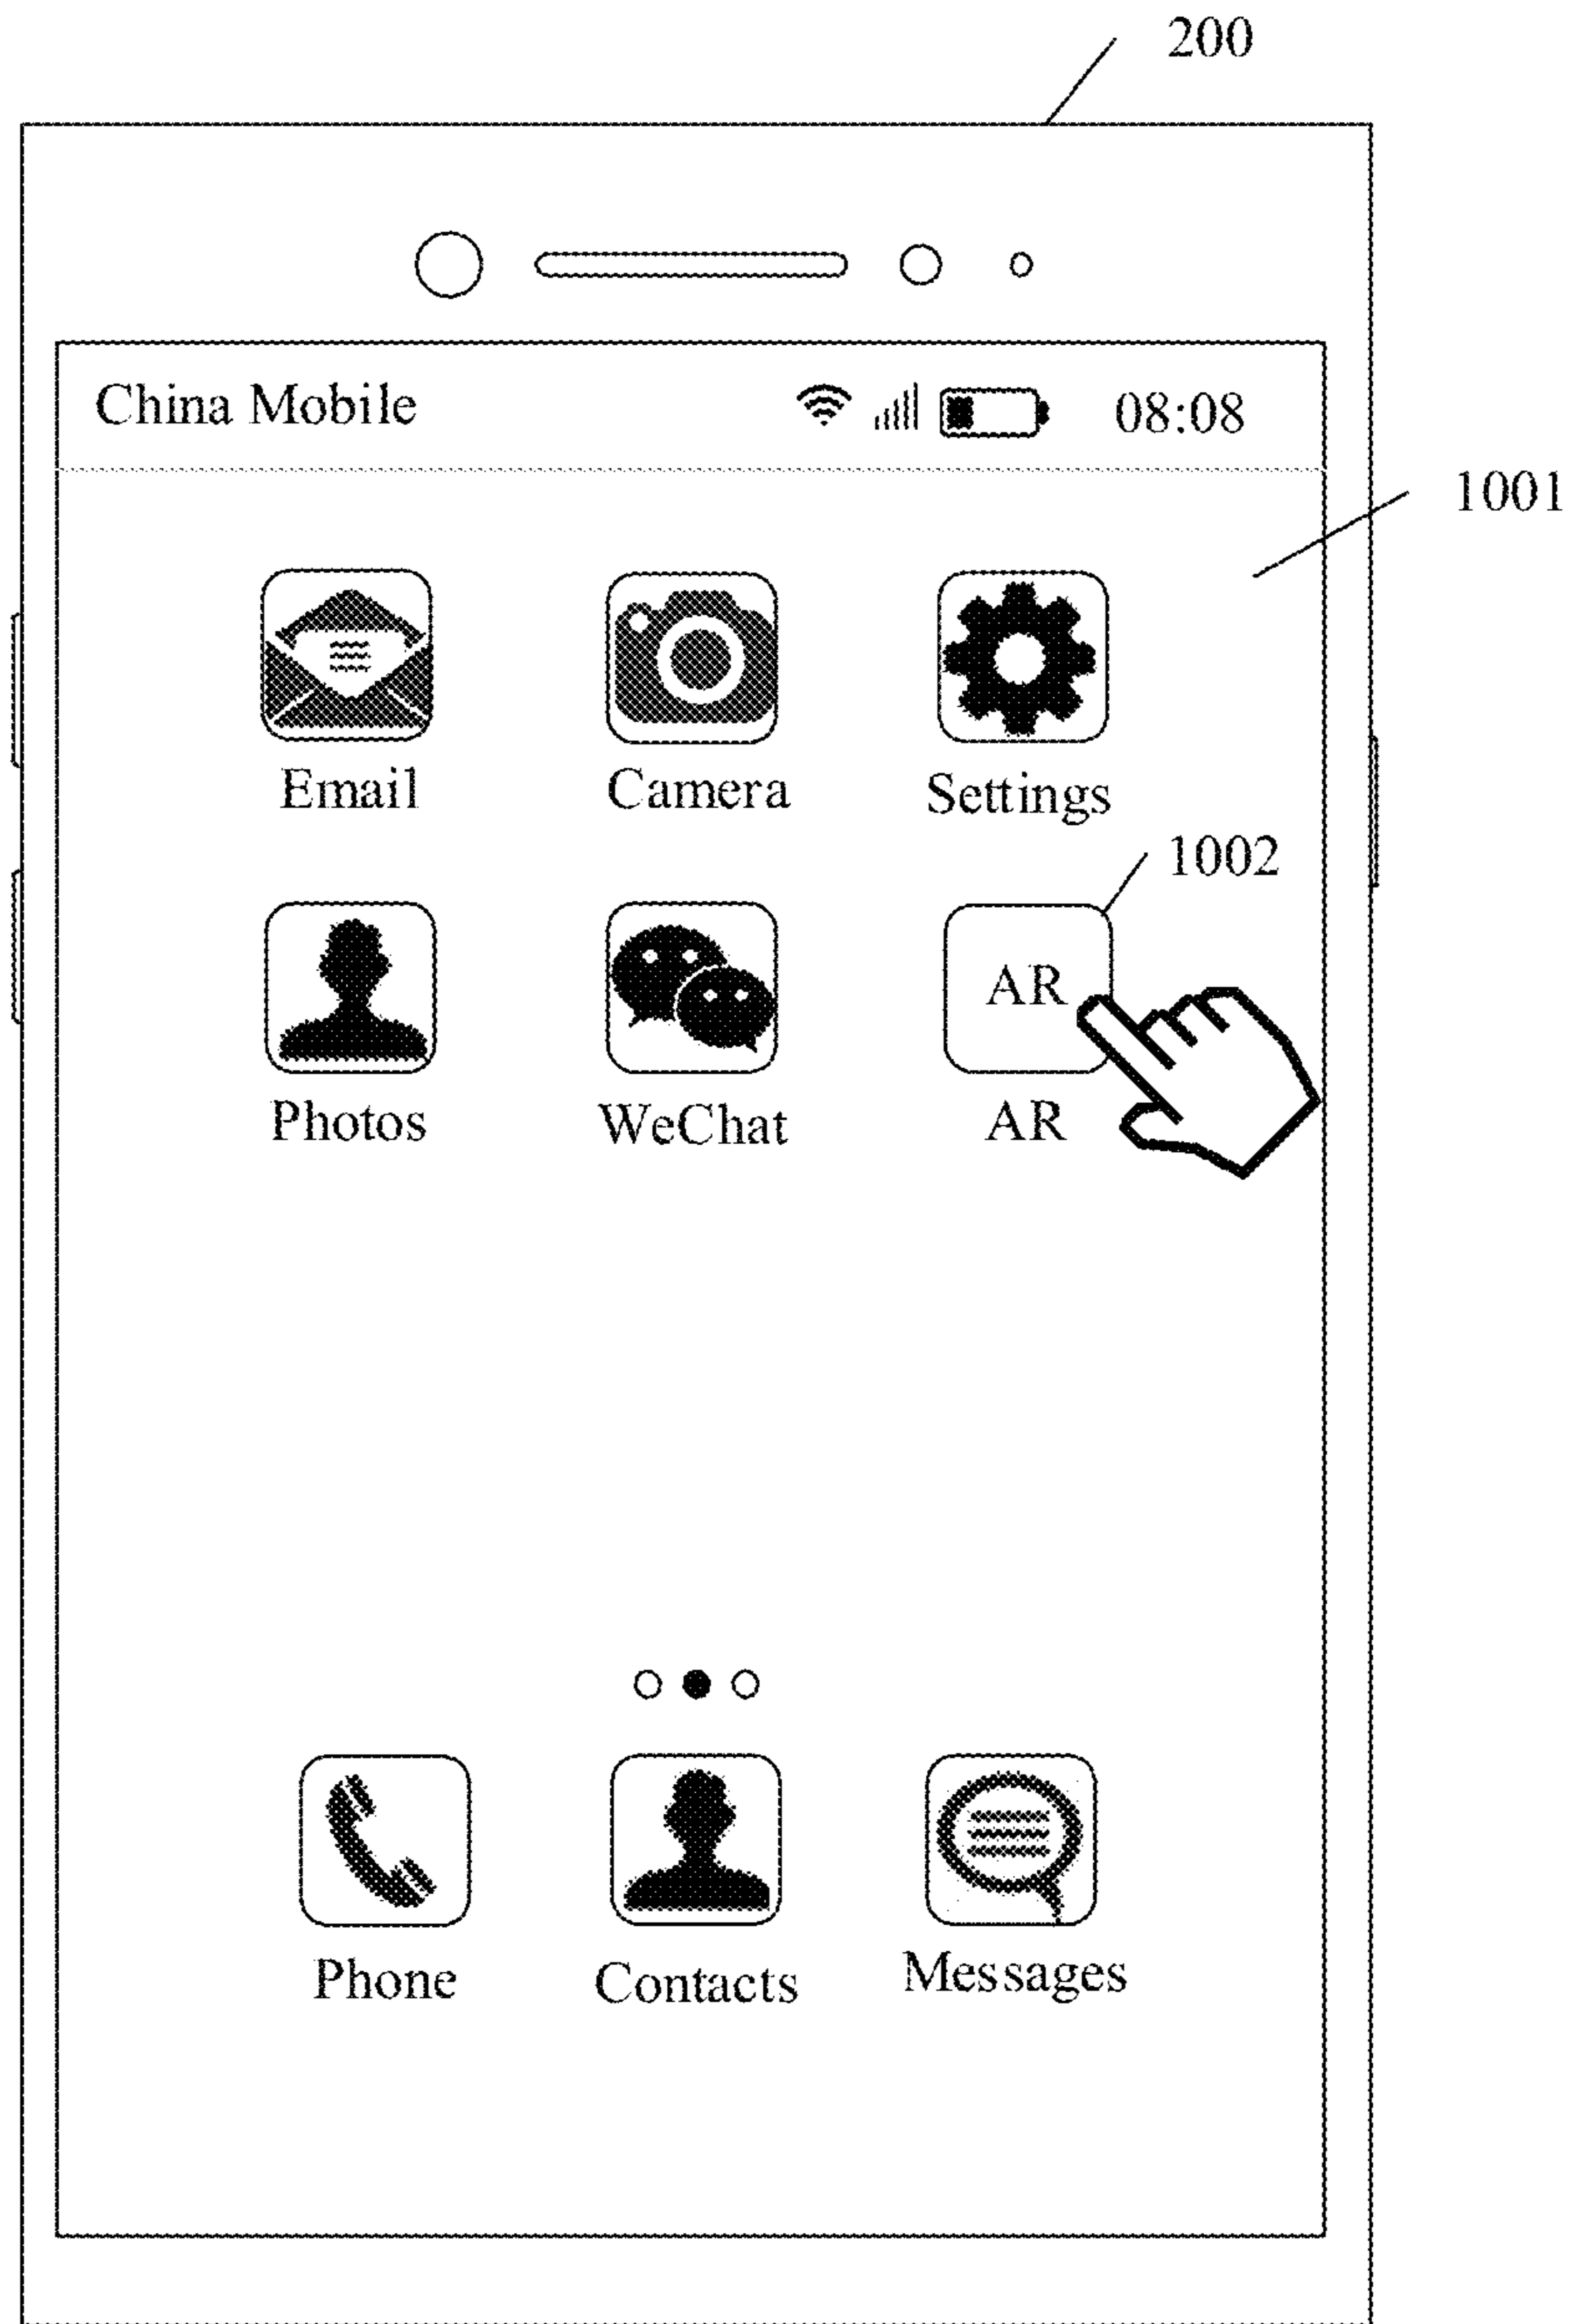 200
China Mobile 08:08
1001
Email Camera Settings
1002
AR
Photos WeChat AR
Phone Contacts Messages